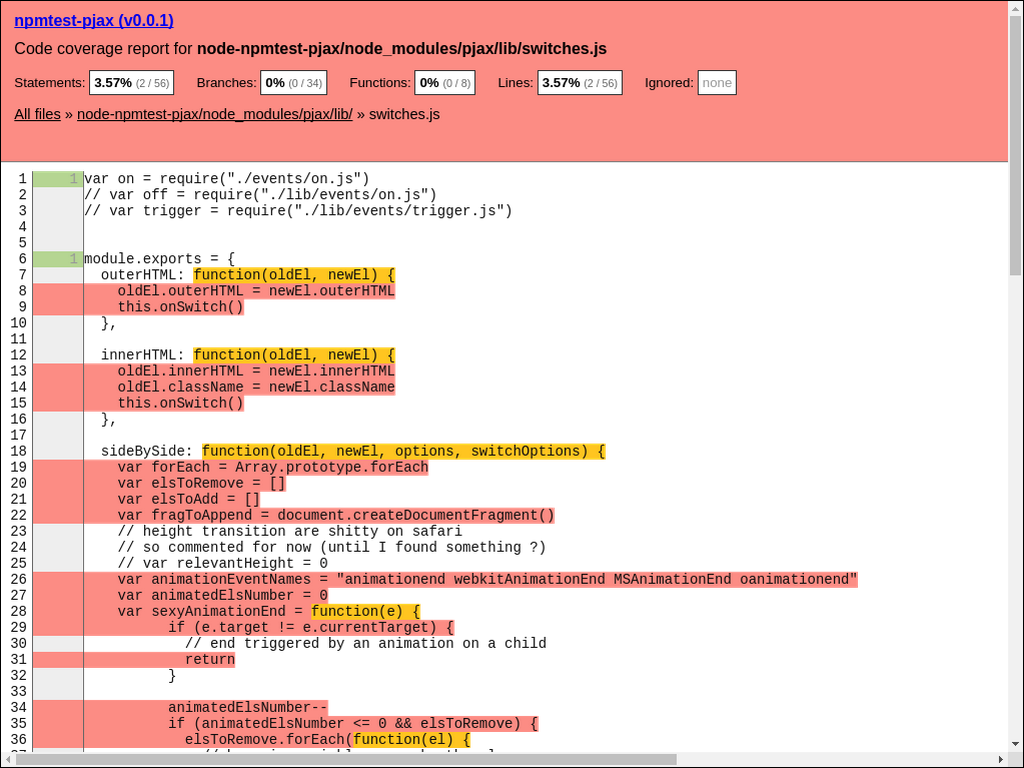 npmtest-pjax (v0.0.1)
Code coverage report for node-npmtest-pjax/node_modules/pjax/lib/switches.js
Statements: 3.57% (2 / 56) Branches: 0% (0 / 34) Functions: 0% (0 / 8) Lines: 3.57% (2 / 56) Ignored: none
All files » node-npmtest-pjax/node_modules/pjax/lib/ » switches.js
1 1 var on = require("./events/on.js")
2 // var off = require("./lib/events/on.js")
3 // var trigger = require("./lib/events/trigger.js")
4
5
6 1 module.exports = {
7 outerHTML: function(oldEl, newEl) {
8 oldEl.outerHTML = newEl.outerHTML
9 this.onSwitch()
10 },
11
12 innerHTML: function(oldEl, newEl) {
13 oldEl.innerHTML = newEl.innerHTML
14 oldEl.className = newEl.className
15 this.onSwitch()
16 },
17
18 sideBySide: function(oldEl, newEl, options, switchOptions) {
19 var forEach = Array.prototype.forEach
20 var elsToRemove = []
21 var elsToAdd = []
22 var fragToAppend = document.createDocumentFragment()
23 // height transition are shitty on safari
24 // so commented for now (until I found something ?)
25 // var relevantHeight = 0
26 var animationEventNames = "animationend webkitAnimationEnd MSAnimationEnd oanimationend"
27 var animatedElsNumber = 0
28 var sexyAnimationEnd = function(e) {
29 if (e.target != e.currentTarget) {
30 // end triggered by an animation on a child
31 return
32 }
33
34 animatedElsNumber--
35 if (animatedElsNumber <= 0 && elsToRemove) {
36 elsToRemove.forEach(function(el) {